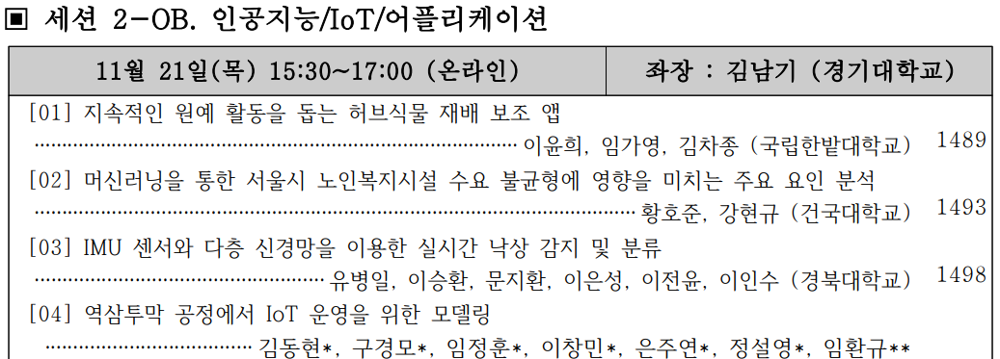 ▣ 세션 2-OB. 인공지능/IoT/어플리케이션
11월 21일(목) 15:30~17:00 (온라인) 좌장 : 김남기 (경기대학교)
[01] 지속적인 원예 활동을 돕는 허브식물 재배 보조 앱
이윤희, 임가영, 김차종 (국립한밭대학교) 1489
[02] 머신러닝을 통한 서울시 노인복지시설 수요 불균형에 영향을 미치는 주요 요인 분석
황호준, 강현규 (건국대학교) 1493
[03] IMU 센서와 다층 신경망을 이용한 실시간 낙상 감지 및 분류
유병일, 이승환, 문지환, 이은성, 이전윤, 이인수 (경북대학교) 1498
[04] 역삼투막 공정에서 IoT 운영을 위한 모델링
김동현*, 구경모*, 임정훈*, 이창민*, 은주연*, 정설영*, 임환규**